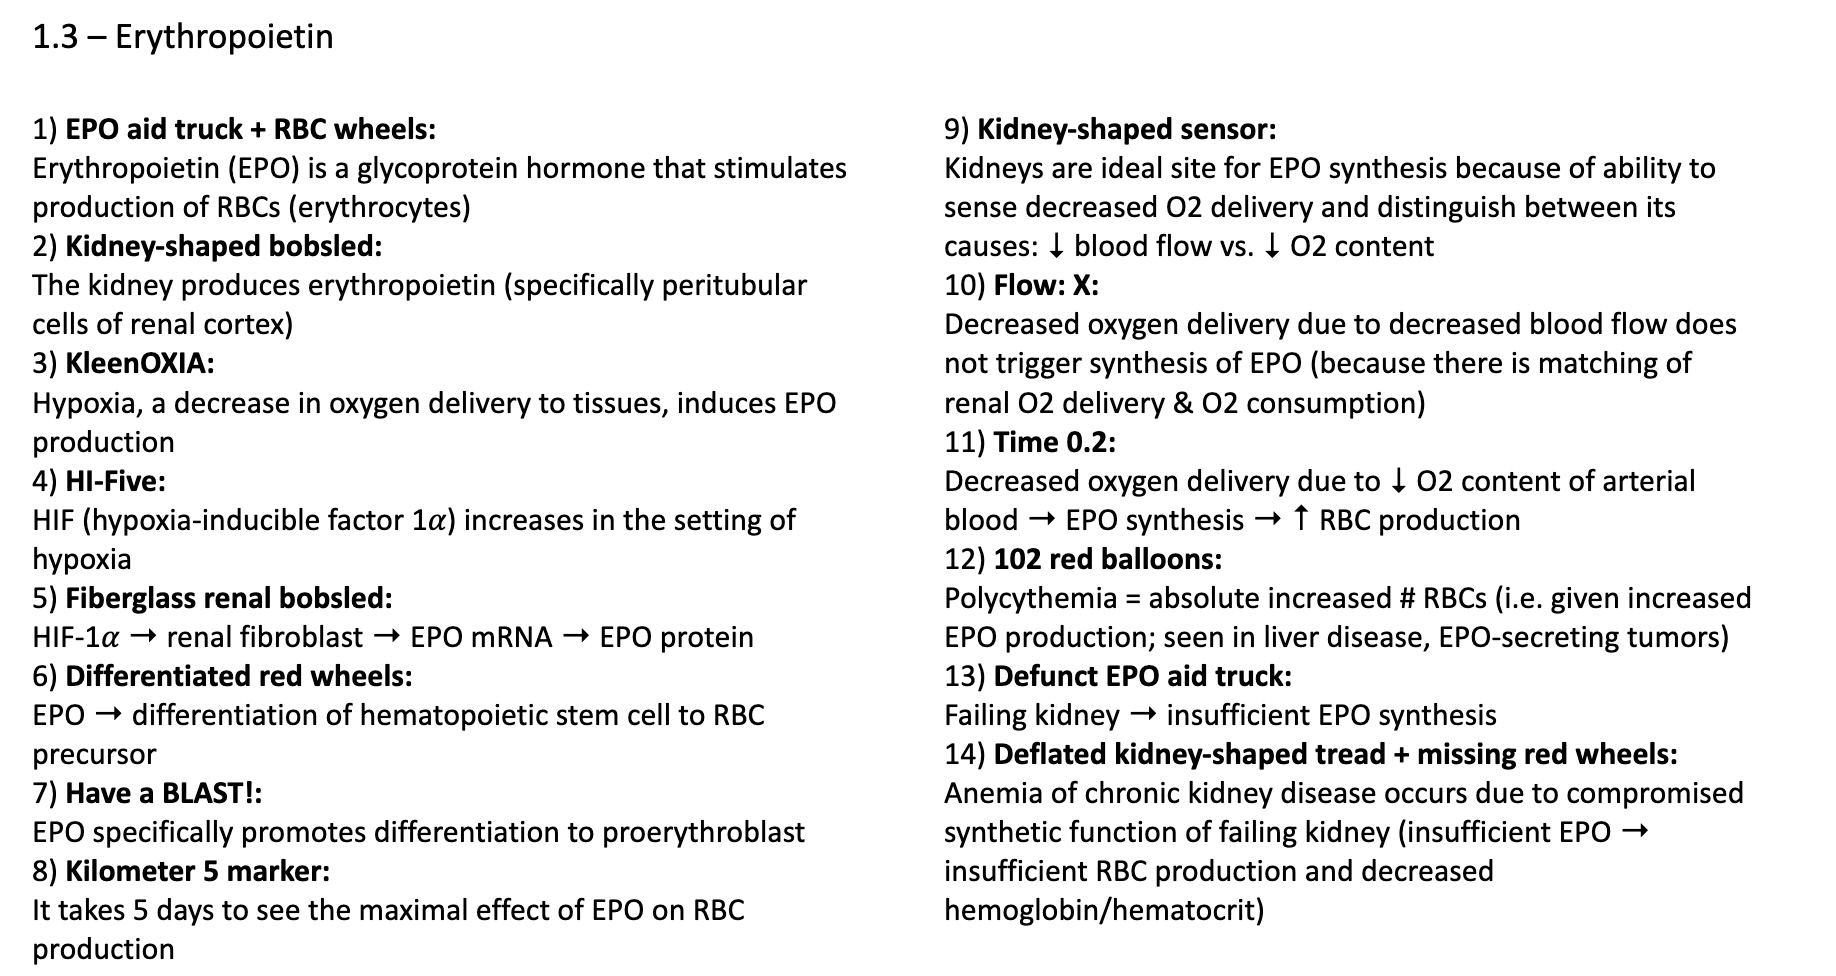 1.3 – Erythropoietin
1) EPO aid truck + RBC wheels:
Erythropoietin (EPO) is a glycoprotein hormone that stimulates
production of RBCs (erythrocytes)
2) Kidney-shaped bobsled:
The kidney produces erythropoietin (specifically peritubular
cells of renal cortex)
3) KleenOXIA:
Hypoxia, a decrease in oxygen delivery to tissues, induces EPO
production
4) HI-Five:
HIF (hypoxia-inducible factor 1𝛼) increases in the setting of
hypoxia
5) Fiberglass renal bobsled:
HIF-1𝛼 → renal fibroblast → EPO mRNA → EPO protein
6) Differentiated red wheels:
EPO → differentiation of hematopoietic stem cell to RBC
precursor
7) Have a BLAST!:
EPO specifically promotes differentiation to proerythroblast
8) Kilometer 5 marker:
It takes 5 days to see the maximal effect of EPO on RBC
production
9) Kidney-shaped sensor:
Kidneys are ideal site for EPO synthesis because of ability to
sense decreased O2 delivery and distinguish between its
causes: ↓ blood flow vs. ↓ O2 content
10) Flow: X:
Decreased oxygen delivery due to decreased blood flow does
not trigger synthesis of EPO (because there is matching of
renal O2 delivery & O2 consumption)
11) Time 0.2:
Decreased oxygen delivery due to ↓ O2 content of arterial
blood → EPO synthesis → ↑ RBC production
12) 102 red balloons:
Polycythemia = absolute increased # RBCs (i.e. given increased
EPO production; seen in liver disease, EPO-secreting tumors)
13) Defunct EPO aid truck:
Failing kidney → insufficient EPO synthesis
14) Deflated kidney-shaped tread + missing red wheels:
Anemia of chronic kidney disease occurs due to compromised
synthetic function of failing kidney (insufficient EPO →
insufficient RBC production and decreased
hemoglobin/hematocrit)